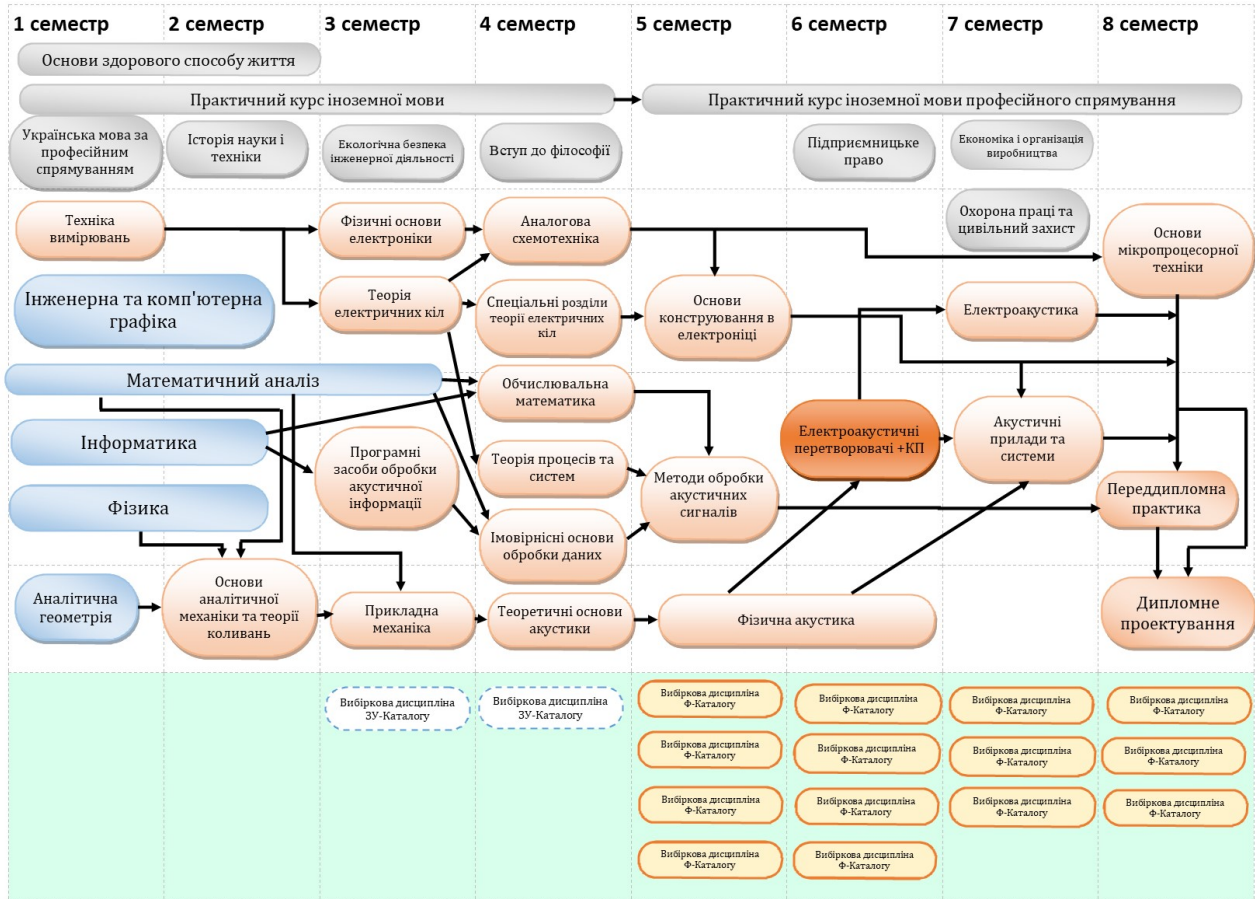 1 семестр
2 семестр
3 семестр
4 семестр
5 семестр
6 семестр
7 семестр
8 семестр
Основи здорового способу життя
Практичний курс іноземної мови
Практичний курс іноземної мови професійного спрямування
Українська мова за
професійним
спрямуванням
Історія науки і
техніки
Екологічна безпека
інженерної діяльності
Вступ до філософії
Підприємницьке
право
Економіка і організація
виробництва
Техніка
вимірювань
Фізичні основи
електроніки
Аналогова
схемотехніка
Охорона праці та
цивільний захист
Основи
мікропроцесорної
техніки
Інженерна та комп'ютерна
графіка
Теорія
електричних кіл
Спеціальні розділи
теорії електричних
кіл
Основи
конструювання в
електроніці
Електроакустика
Математичний аналіз
Обчислювальна
математика
Інформатика
Програмні
засоби обробки
акустичної
інформації
Теорія процесів та
систем
Методи обробки
акустичних
сигналів
Електроакустичні
перетворювачі +КП
Акустичні
прилади та
системи
Переддипломна
практика
Фізика
Імовірнісні основи
обробки даних
Аналітична
геометрія
Основи
аналітичної
механіки та теорії
коливань
Прикладна
механіка
Теоретичні основи
акустики
Фізична акустика
Дипломне
проектування
Вибіркова дисципліна
ЗУ-Каталогу
Вибіркова дисципліна
ЗУ-Каталогу
Вибіркова дисципліна
Ф-Каталогу
Вибіркова дисципліна
Ф-Каталогу
Вибіркова дисципліна
Ф-Каталогу
Вибіркова дисципліна
Ф-Каталогу
Вибіркова дисципліна
Ф-Каталогу
Вибіркова дисципліна
Ф-Каталогу
Вибіркова дисципліна
Ф-Каталогу
Вибіркова дисципліна
Ф-Каталогу
Вибіркова дисципліна
Ф-Каталогу
Вибіркова дисципліна
Ф-Каталогу
Вибіркова дисципліна
Ф-Каталогу
Вибіркова дисципліна
Ф-Каталогу
Вибіркова дисципліна
Ф-Каталогу
Вибіркова дисципліна
Ф-Каталогу